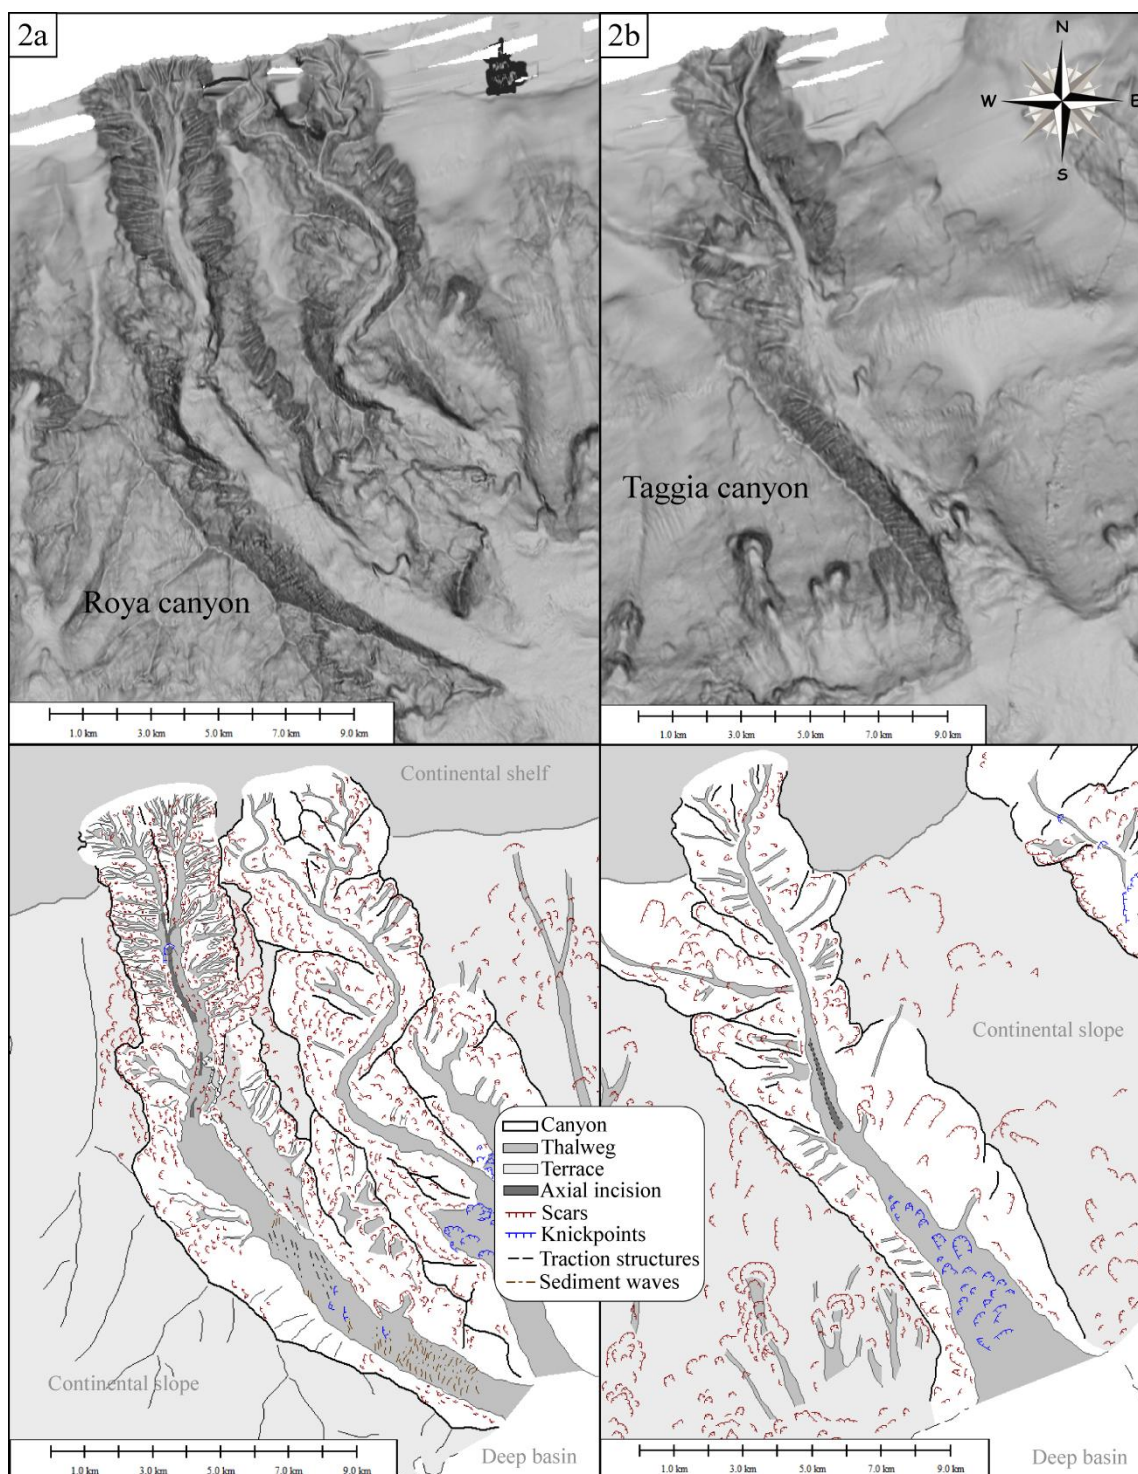 2a
2b
N
W
E
S
Roya canyon
Taggia canyon
1.0 km 3.0 km 5.0 km 7.0 km 9.0 km
1.0 km 3.0 km 5.0 km 7.0 km 9.0 km
Continental shelf
Continental slope
Canyon
Thalweg
Terrace
Axial incision
Scars
Knickpoints
Traction structures
Sediment waves
Continental slope
Deep basin
Deep basin
1.0 km 3.0 km 5.0 km 7.0 km 9.0 km
1.0 km 3.0 km 5.0 km 7.0 km 9.0 km